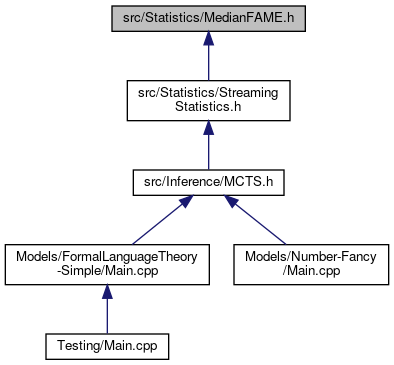 src/Statistics/MedianFAME.h
src/Statistics/Streaming
Statistics.h
src/Inference/MCTS.h
Models/FormalLanguageTheory
-Simple/Main.cpp
Models/Number-Fancy
/Main.cpp
Testing/Main.cpp